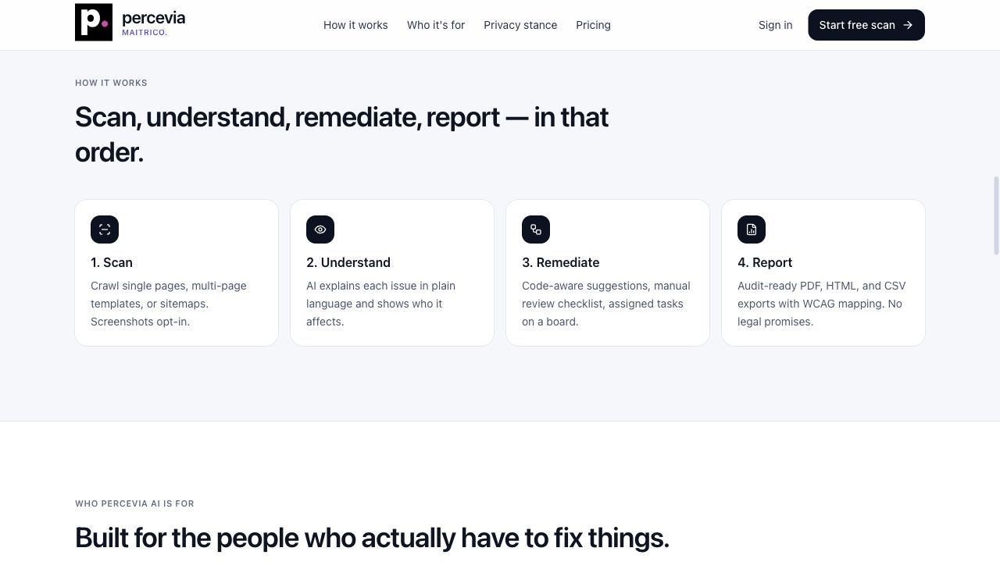 p.
percevia
MAITRICO.
How it works
Who it's for
Privacy stance
Pricing
Sign in
Start free scan
HOW IT WORKS
Scan, understand, remediate, report — in that
order.
1. Scan
Crawl single pages, multi-page
templates, or sitemaps.
Screenshots opt-in.
2. Understand
AI explains each issue in plain
language and shows who it
affects.
3. Remediate
Code-aware suggestions, manual
review checklist, assigned tasks
on a board.
4. Report
Audit-ready PDF, HTML, and CSV
exports with WCAG mapping. No
legal promises.
WHO PERCEVIA AI IS FOR
Built for the people who actually have to fix things.